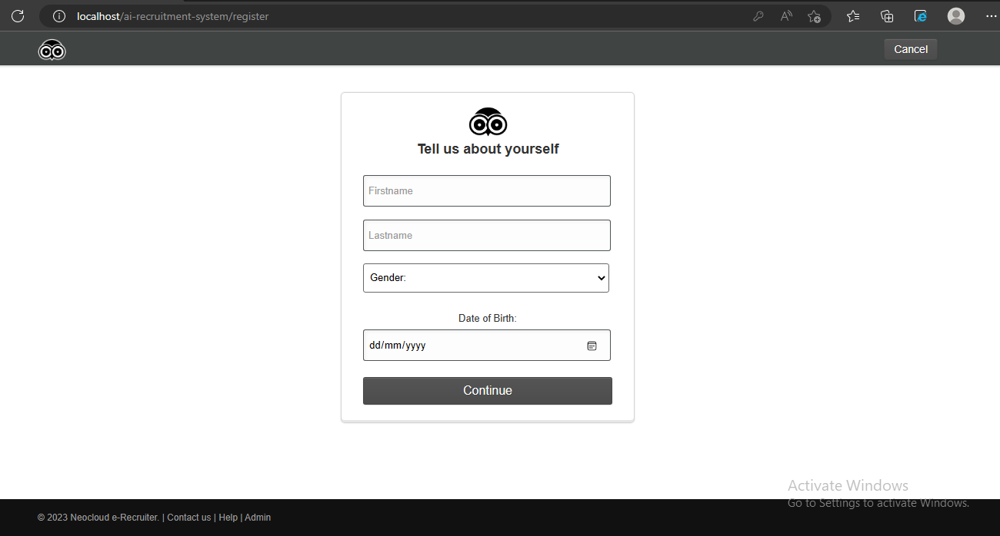 localhost/ai-recruitment-system/register
Cancel
Tell us about yourself
Firstname
Lastname
Gender:
Date of Birth:
dd/mm/yyyy
Continue
Activate Windows
Go to Settings to activate Windows.
© 2023 Neocloud e-Recruiter. | Contact us | Help | Admin